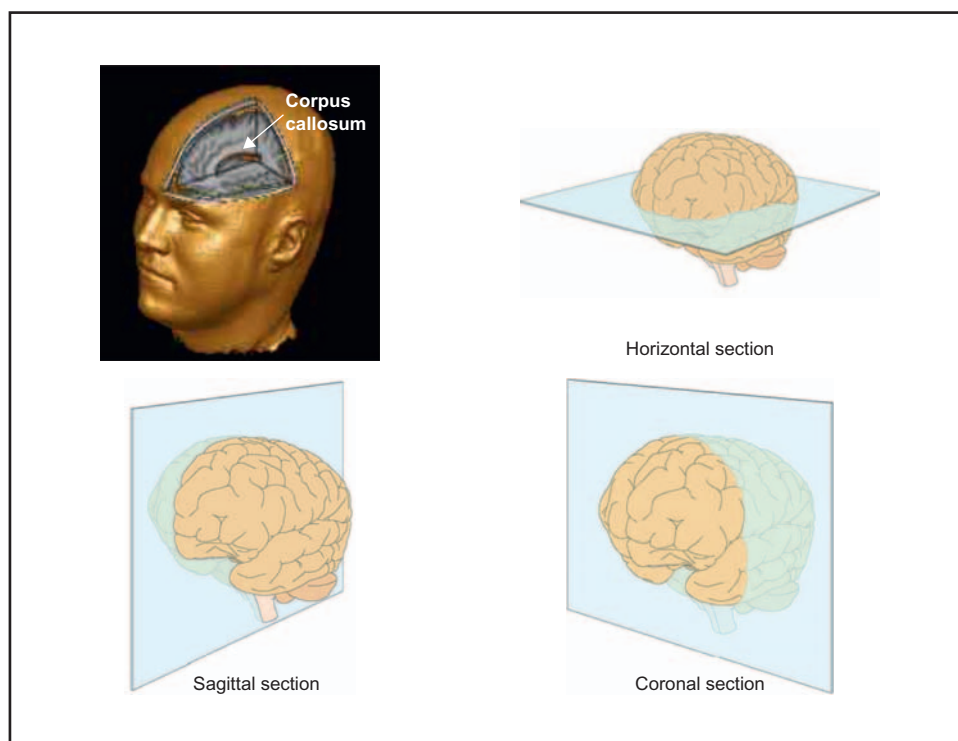 Corpus
callosum
Horizontal section
Sagittal section
Coronal section